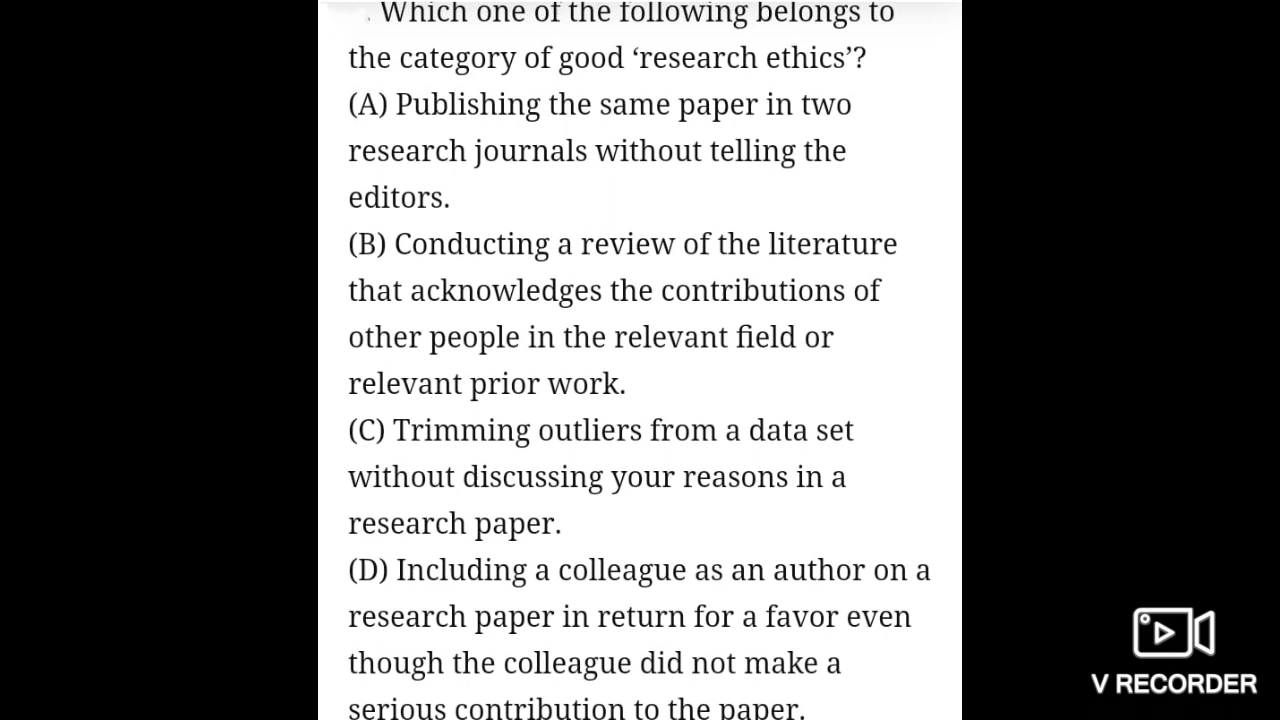 Which one of the following belongs to
the category of good ‘research ethics’?
(A) Publishing the same paper in two
research journals without telling the
editors.
(B) Conducting a review of the literature
that acknowledges the contributions of
other people in the relevant field or
relevant prior work.
(C) Trimming outliers from a data set
without discussing your reasons in a
research paper.
(D) Including a colleague as an author on a
research paper in return for a favor even
though the colleague did not make a
serious contribution to the paper.
V RECORDER